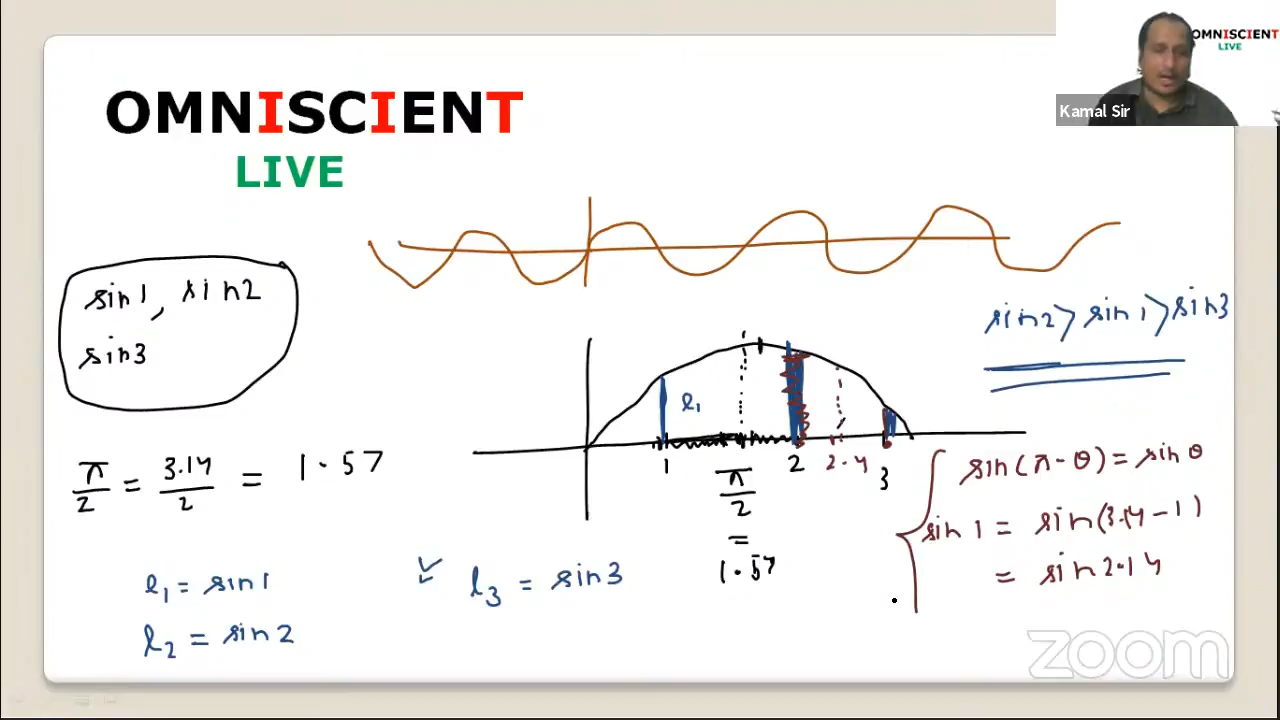 OMNISCIENT
LIVE
OMNISCIENT
LIVE
Kamal Sir
sin1, sin2
sin3
sin2 > sin1 > sin3
l₁
1
π/2
=
1.57
2
2.4
3
π/2 = 3.14/2 = 1.57
sin(π-θ) = sinθ
sin1 = sin(3.14-1)
= sin2.14
l₁ = sin1
l₂ = sin2
l₃ = sin3
zoom